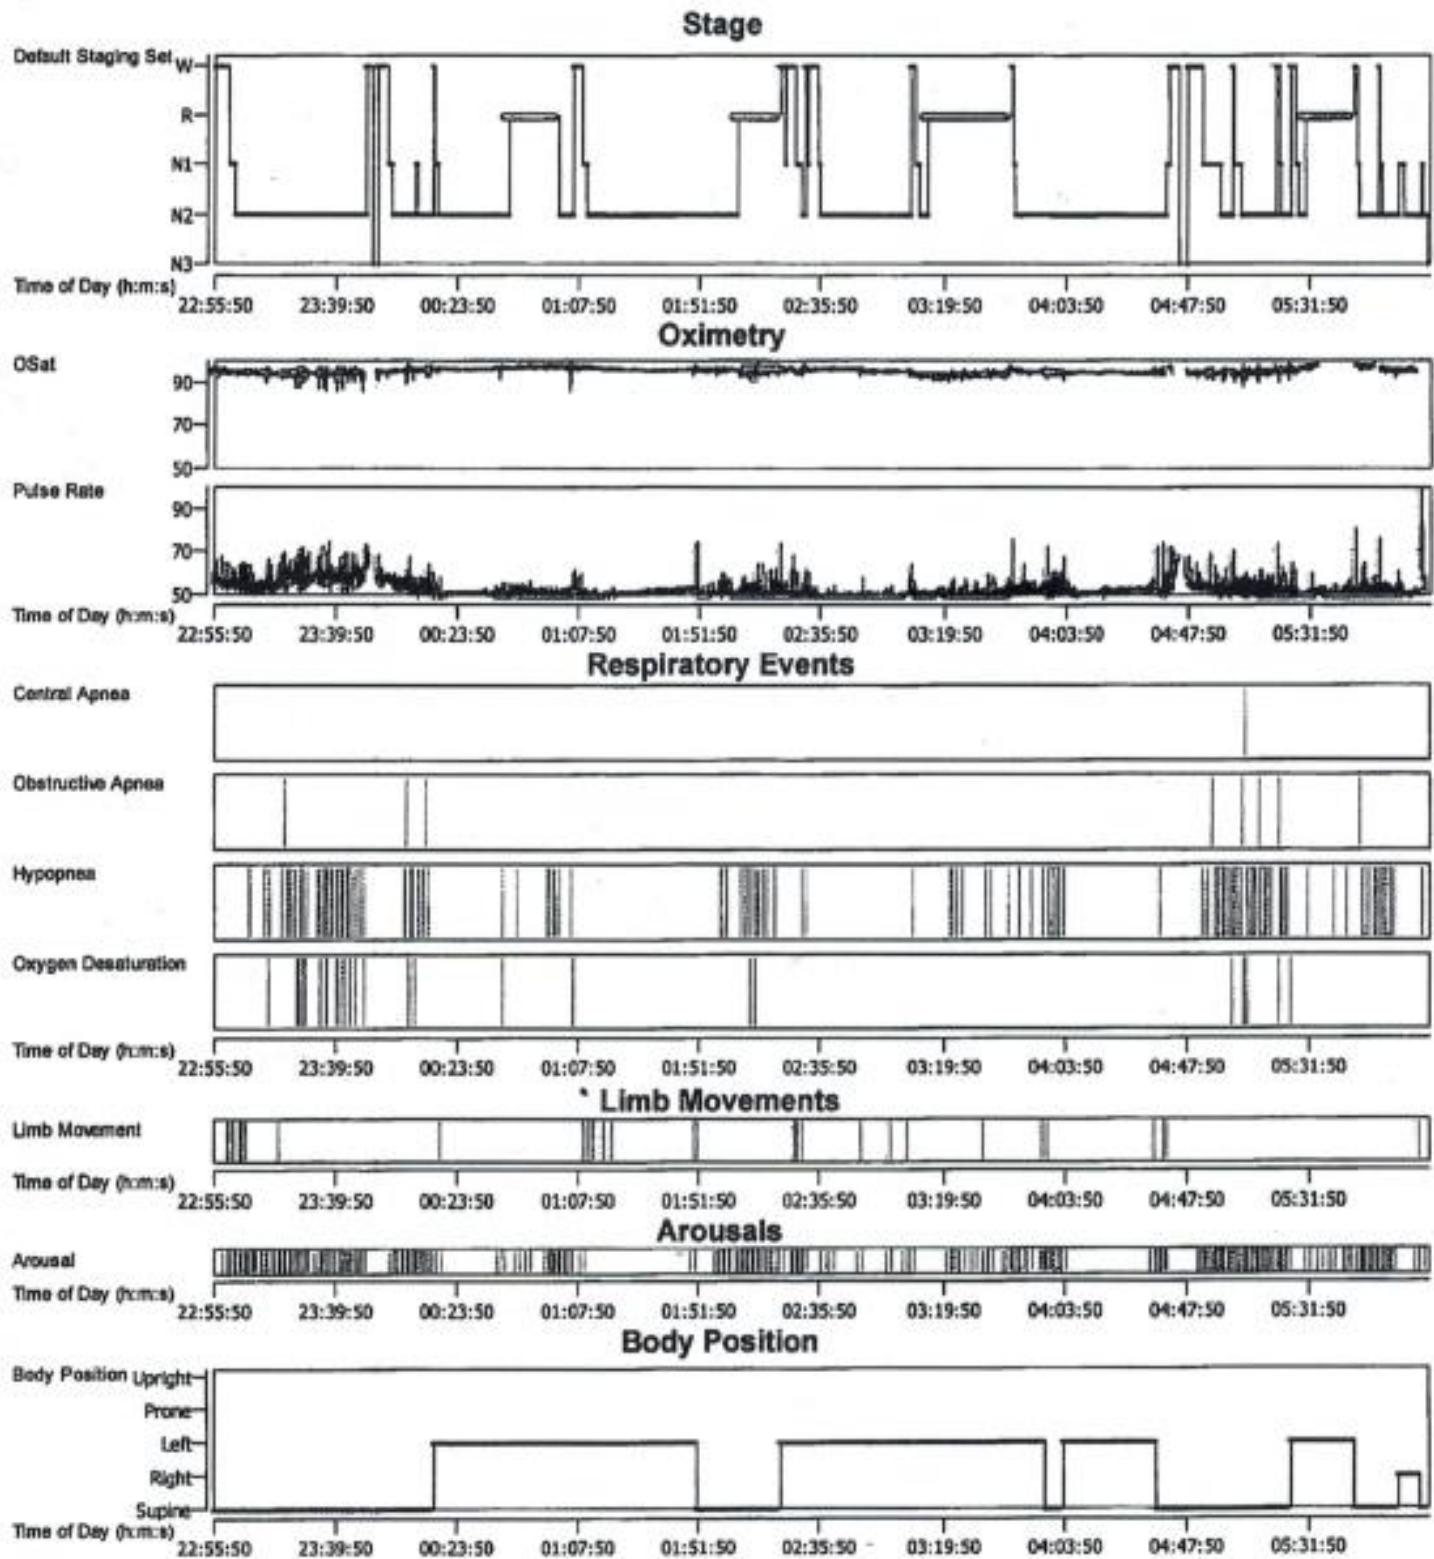 Stage
Default Staging Set W
R
N1
N2
N3
Time of Day (h:m:s)
22:55:50 23:39:50 00:23:50 01:07:50 01:51:50 02:35:50 03:19:50 04:03:50 04:47:50 05:31:50
Oximetry
OSat
90
70
50
Pulse Rate
90
70
50
Time of Day (h:m:s)
22:55:50 23:39:50 00:23:50 01:07:50 01:51:50 02:35:50 03:19:50 04:03:50 04:47:50 05:31:50
Respiratory Events
Central Apnea
Obstructive Apnea
Hypopnea
Oxygen Desaturation
Time of Day (h:m:s)
22:55:50 23:39:50 00:23:50 01:07:50 01:51:50 02:35:50 03:19:50 04:03:50 04:47:50 05:31:50
Limb Movements
Limb Movement
Time of Day (h:m:s)
22:55:50 23:39:50 00:23:50 01:07:50 01:51:50 02:35:50 03:19:50 04:03:50 04:47:50 05:31:50
Arousals
Arousal
Time of Day (h:m:s)
22:55:50 23:39:50 00:23:50 01:07:50 01:51:50 02:35:50 03:19:50 04:03:50 04:47:50 05:31:50
Body Position
Body Position Upright
Prone
Left
Right
Supine
Time of Day (h:m:s)
22:55:50 23:39:50 00:23:50 01:07:50 01:51:50 02:35:50 03:19:50 04:03:50 04:47:50 05:31:50